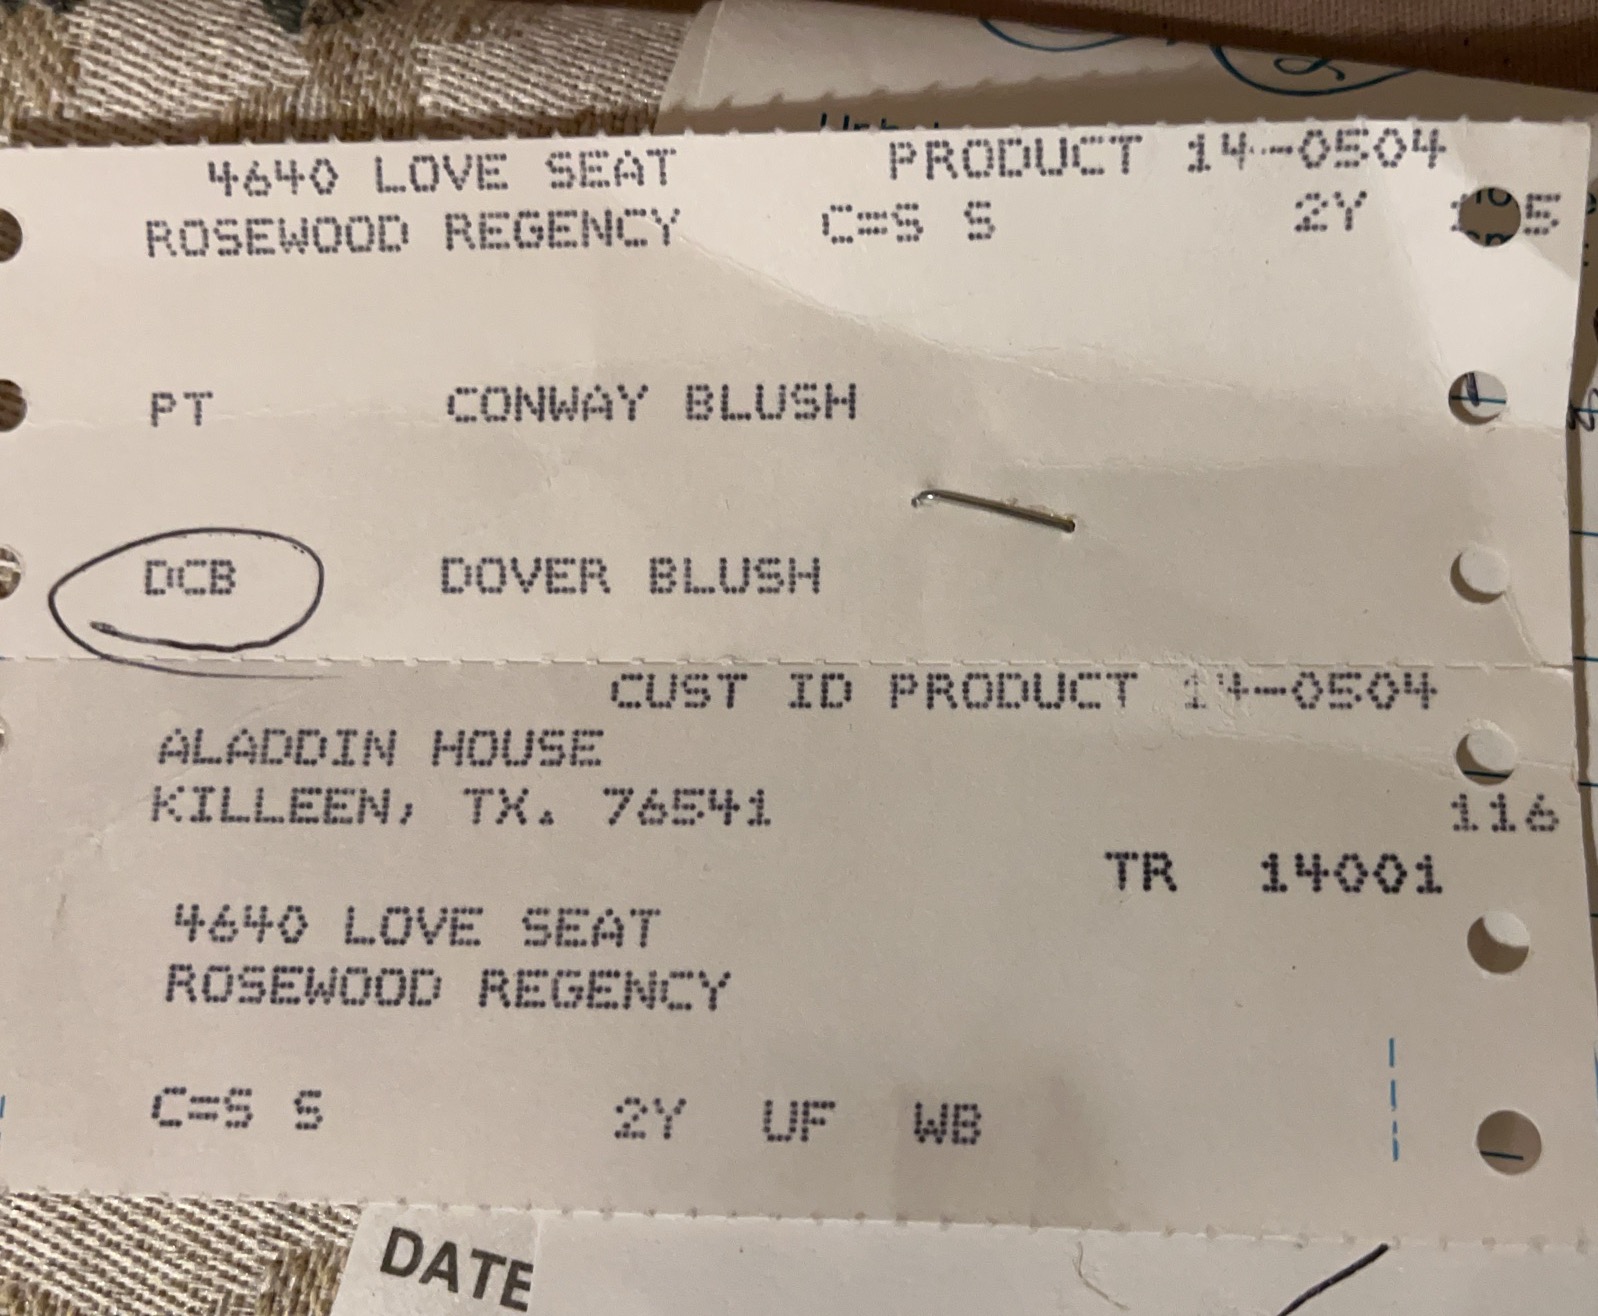 4640 LOVE SEAT PRODUCT 14-0504
ROSEWOOD REGENCY C=S S 2Y 5
PT CONWAY BLUSH
DCB DOVER BLUSH
CUST ID PRODUCT 14-0504
ALADDIN HOUSE
KILLEEN, TX. 76541
116
TR 14001
4640 LOVE SEAT
ROSEWOOD REGENCY
C=S S 2Y UF WB
DATE